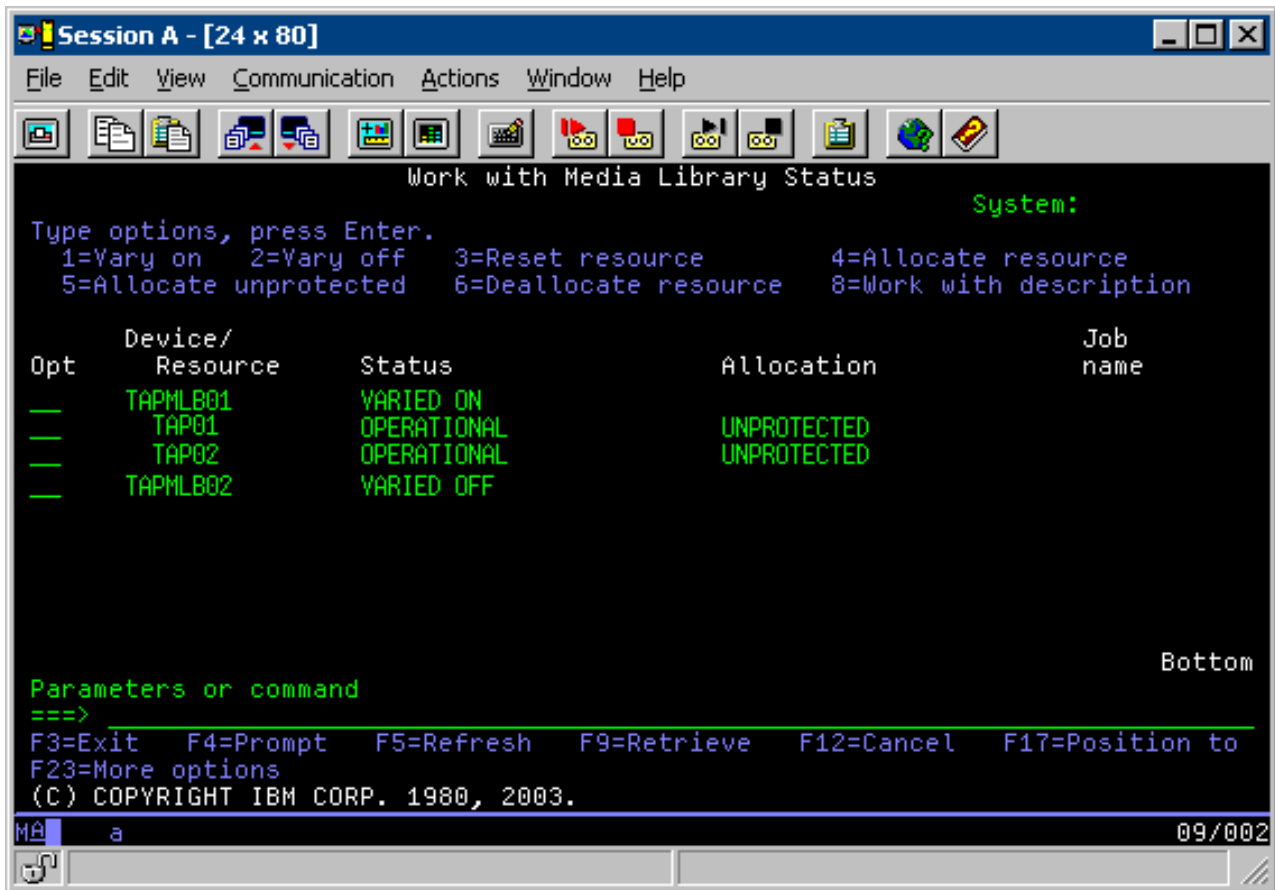 Session A - [24 x 80]
File Edit View Communication Actions Window Help
Work with Media Library Status
System:
Type options, press Enter.
1=Vary on 2=Vary off 3=Reset resource 4=Allocate resource
5=Allocate unprotected 6=Deallocate resource 8=Work with description
Device/ Job
Opt Resource Status Allocation name
__ TAPMLB01 VARIED ON
__ TAP01 OPERATIONAL UNPROTECTED
__ TAP02 OPERATIONAL UNPROTECTED
__ TAPMLB02 VARIED OFF
Bottom
Parameters or command
===>
F3=Exit F4=Prompt F5=Refresh F9=Retrieve F12=Cancel F17=Position to
F23=More options
(C) COPYRIGHT IBM CORP. 1980, 2003.
MA a 09/002